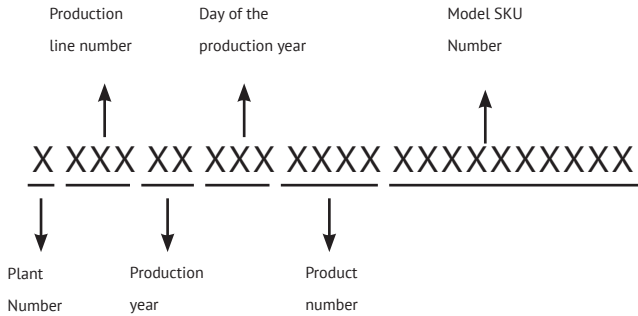 Production
line number
Day of the
production year
Model SKU
Number
X XXX XX XXX XXXX XXXXXXXXXX
Plant
Number
Production
year
Product
number